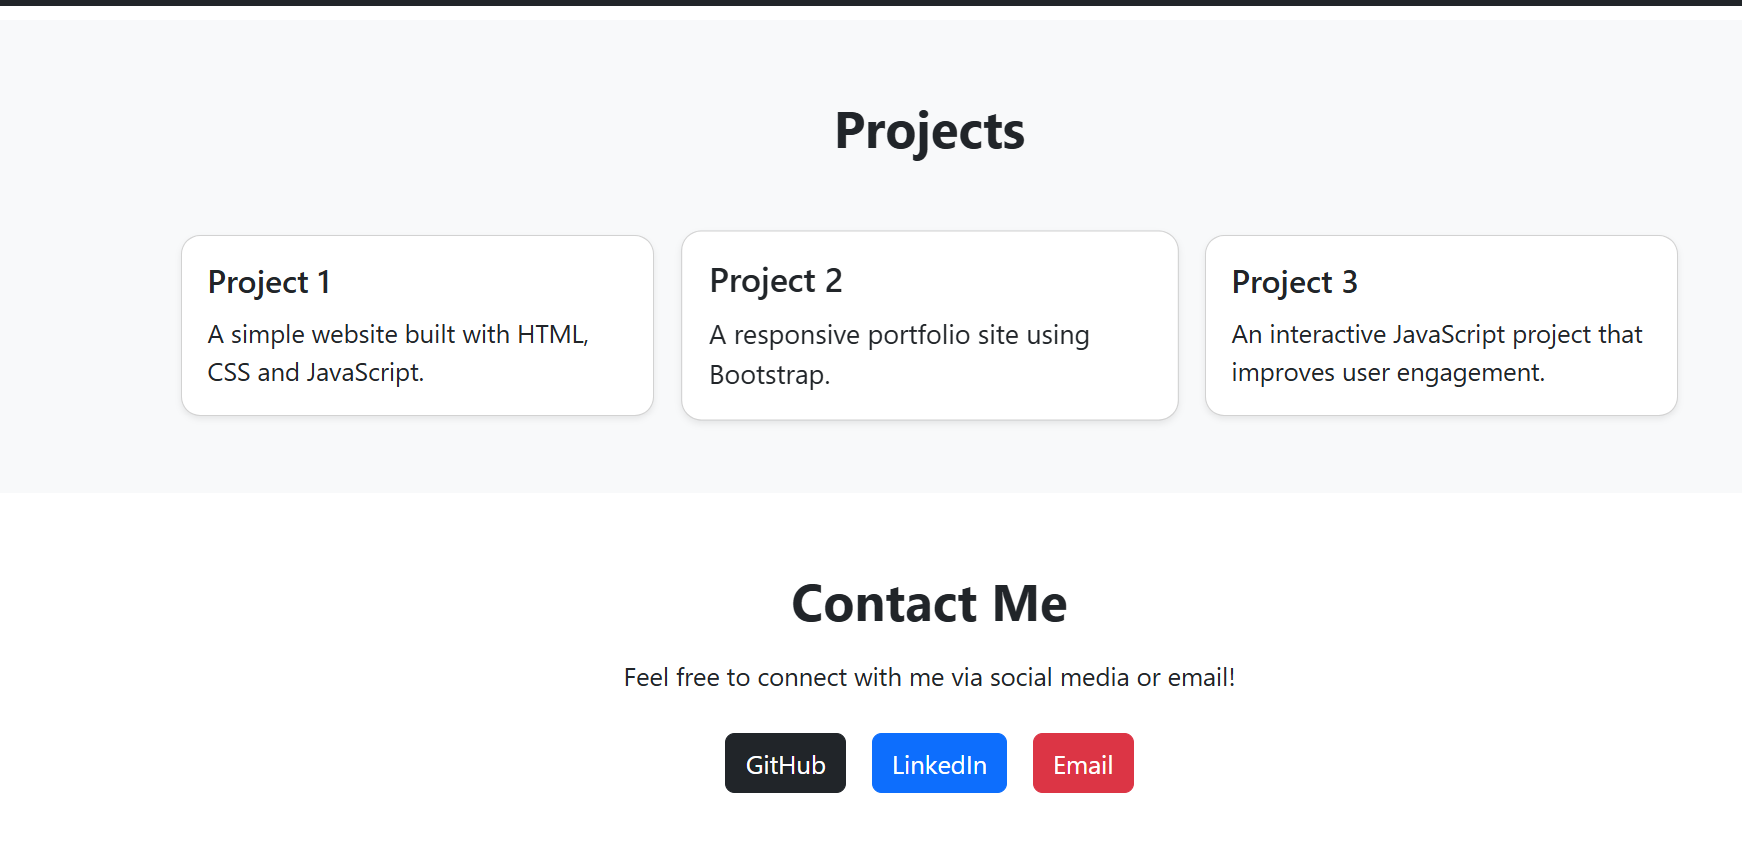 Projects
Project 1
A simple website built with HTML,
CSS and JavaScript.
Project 2
A responsive portfolio site using
Bootstrap.
Project 3
An interactive JavaScript project that
improves user engagement.
Contact Me
Feel free to connect with me via social media or email!
GitHub
LinkedIn
Email